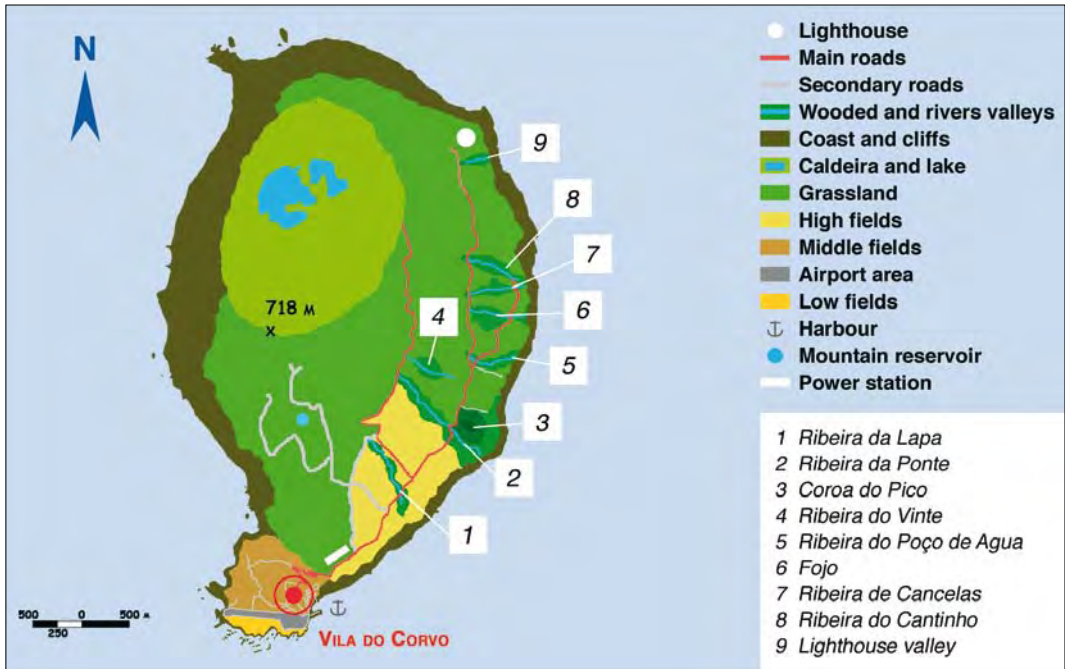 N
Lighthouse
Main roads
Secondary roads
Wooded and rivers valleys
Coast and cliffs
Caldeira and lake
Grassland
High fields
Middle fields
Airport area
Low fields
Harbour
Mountain reservoir
Power station
9
8
7
6
5
4
3
2
1
718 M
x
1 Ribeira da Lapa
2 Ribeira da Ponte
3 Coroa do Pico
4 Ribeira do Vinte
5 Ribeira do Poço de Agua
6 Fojo
7 Ribeira de Cancelas
8 Ribeira do Cantinho
9 Lighthouse valley
500 0 500 M
250
VILA DO CORVO